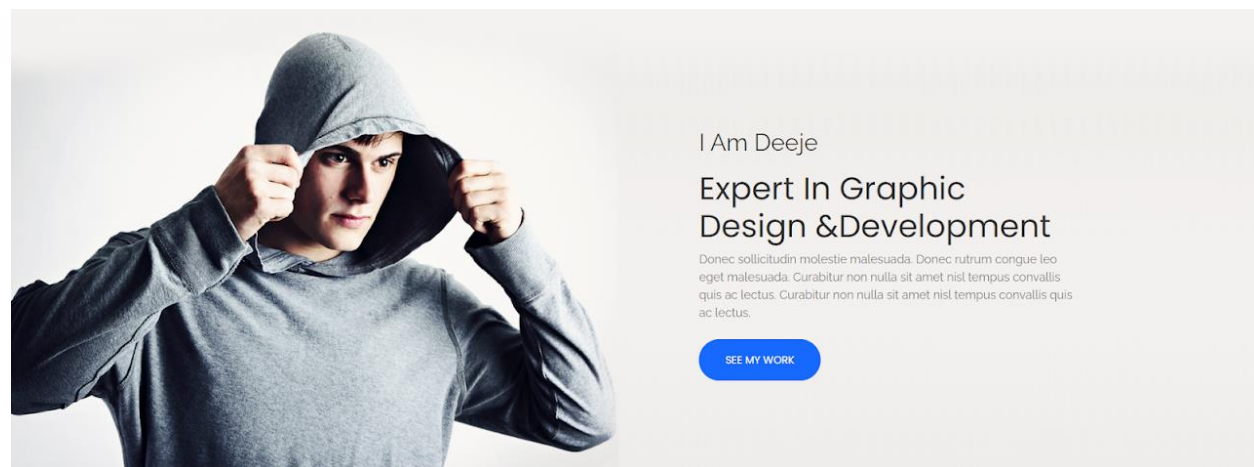 I Am Deeje
Expert In Graphic
Design &Development
Donec sollicitudin molestie malesuada. Donec rutrum congue leo
eget malesuada. Curabitur non nulla sit amet nisl tempus convallis
quis ac lectus. Curabitur non nulla sit amet nisl tempus convallis quis
ac lectus.
SEE MY WORK